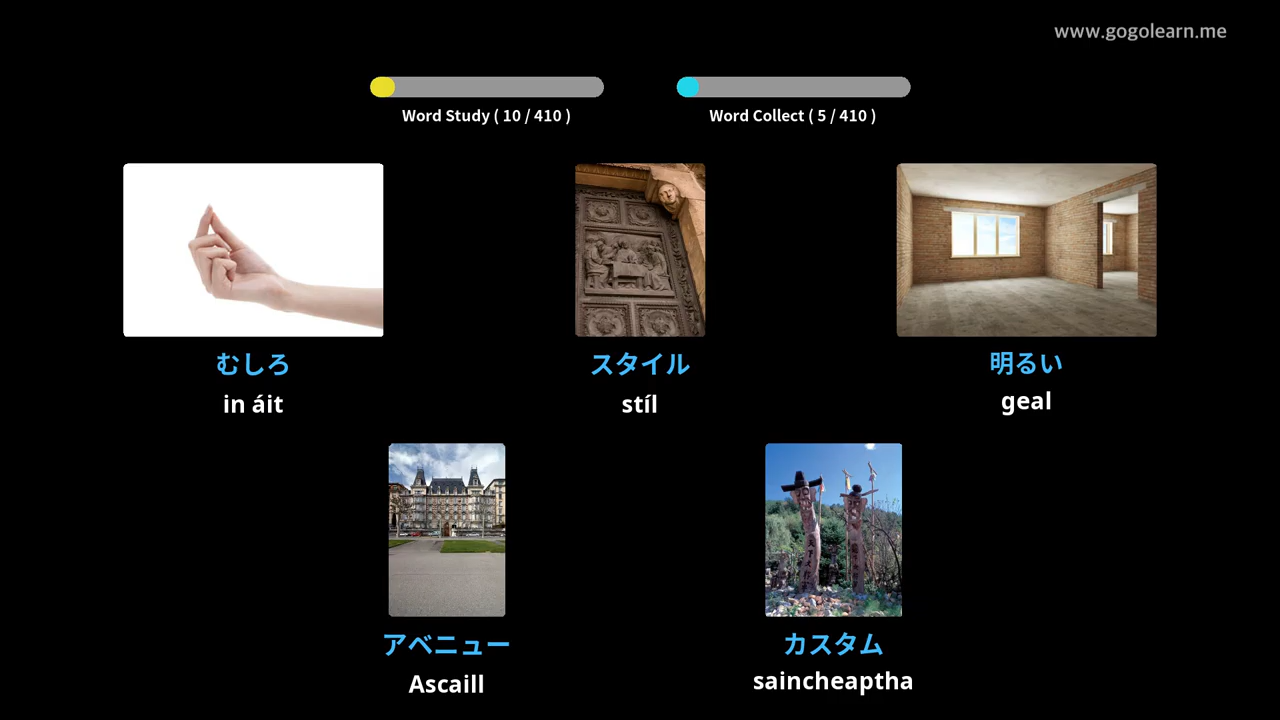 www.gogolearn.me
Word Study ( 10 / 410 )
Word Collect ( 5 / 410 )
むしろ
in áit
スタイル
stíl
明るい
geal
アベニュー
Ascaill
カスタム
saincheaptha